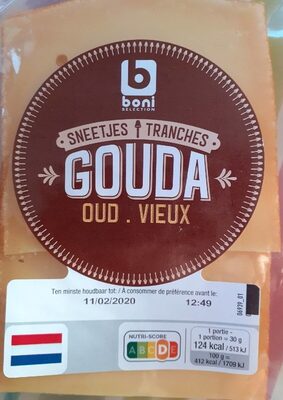 b
boni
SELECTION
SNEETJES TRANCHES
GOUDA
OUD . VIEUX
Ten minste houdbaar tot: / A consommer de préférence avant le:
11/02/2020 12:49
06939_01
NUTRI-SCORE
A B C D E
1 portie -
1 portion = 30 g
124 kcal / 513 kJ
100 g =
412 kcal / 1709 kJ